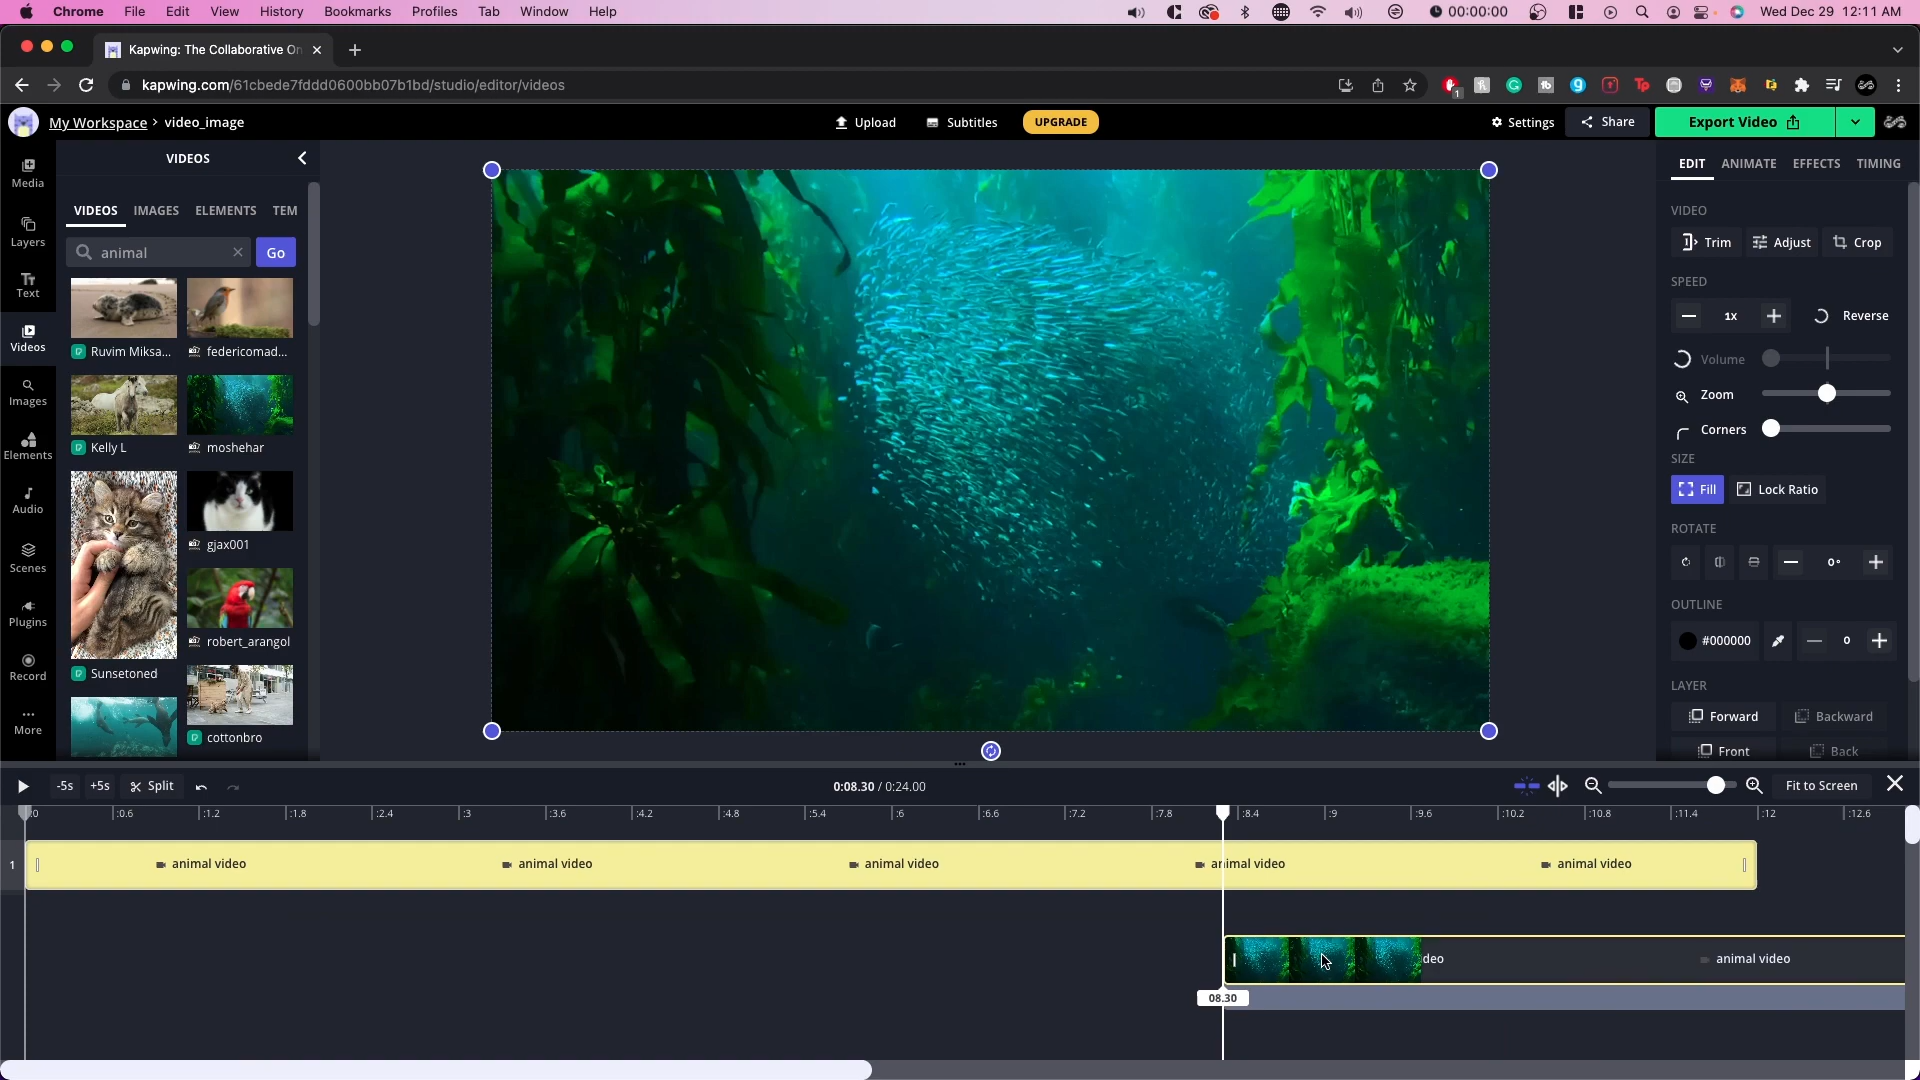 Chrome File Edit View History Bookmarks Profiles Tab Window Help 00:00:00 Wed Dec 29 12:11 AM
Kapwing: The Collaborative On
kapwing.com/61cbede7fddd0600bb07b1bd/studio/editor/videos
My Workspace > video_image Upload Subtitles UPGRADE Settings Share Export Video
Media
Layers
Text
Videos
Images
Elements
Audio
Scenes
Plugins
Record
More
VIDEOS
VIDEOS IMAGES ELEMENTS TEM
animal Go
Ruvim Miksa... federicomad...
Kelly L moshehar
gjax001
robert_arangol
Sunsetoned
cottonbro
EDIT ANIMATE EFFECTS TIMING
VIDEO
Trim Adjust Crop
SPEED
1x Reverse
Volume
Zoom
Corners
SIZE
Fill Lock Ratio
ROTATE
0°
OUTLINE
#000000 0
LAYER
Forward Backward
Front Back
-5s +5s Split 0:08.30 / 0:24.00 Fit to Screen
:0 :0.6 :1.2 :1.8 :2.4 :3 :3.6 :4.2 :4.8 :5.4 :6 :6.6 :7.2 :7.8 :8.4 :9 :9.6 :10.2 :10.8 :11.4 :12 :12.6
1 animal video animal video animal video animal video animal video
deo animal video
08.30